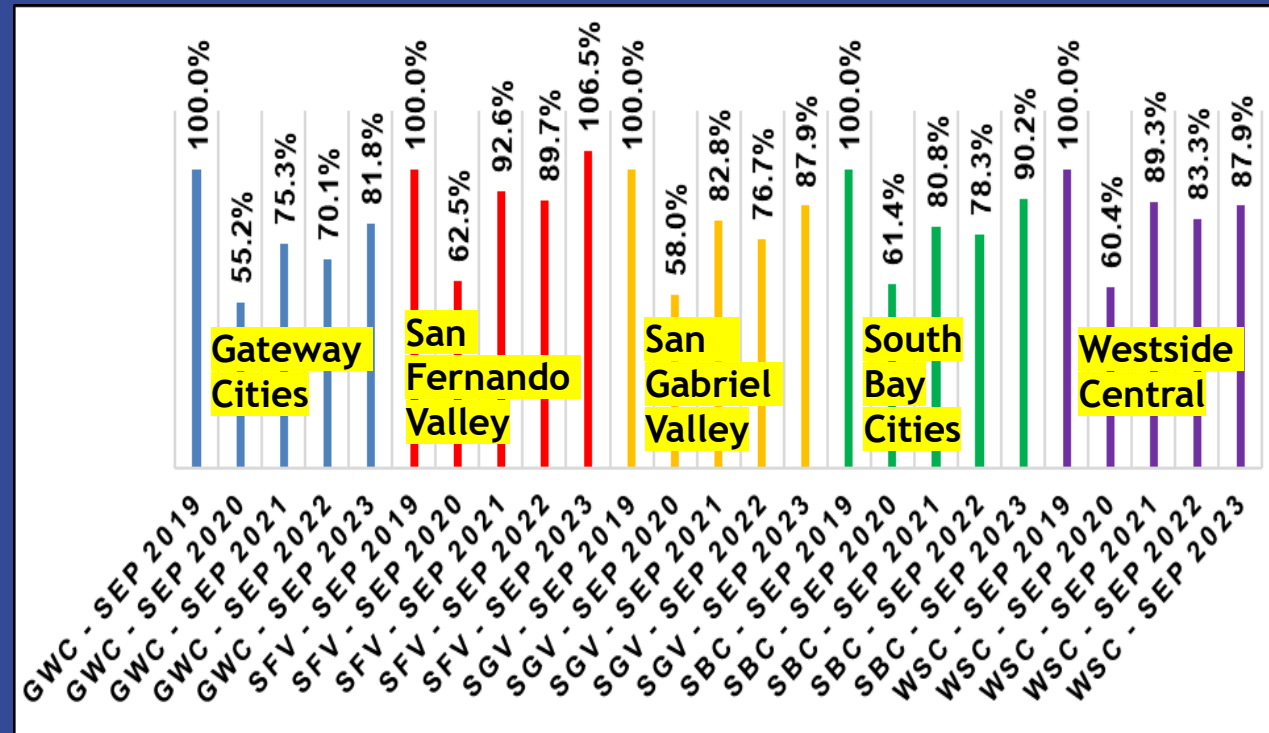 100.0%
55.2%
75.3%
70.1%
81.8%
100.0%
62.5%
92.6%
89.7%
106.5%
100.0%
58.0%
82.8%
76.7%
87.9%
100.0%
61.4%
80.8%
78.3%
90.2%
100.0%
60.4%
89.3%
83.3%
87.9%
Gateway
Cities
San
Fernando
Valley
San
Gabriel
Valley
South
Bay
Cities
Westside
Central
GWC - SEP 2019
GWC - SEP 2020
GWC - SEP 2021
GWC - SEP 2022
GWC - SEP 2023
SFV - SEP 2019
SFV - SEP 2020
SFV - SEP 2021
SFV - SEP 2022
SFV - SEP 2023
SGV - SEP 2019
SGV - SEP 2020
SGV - SEP 2021
SGV - SEP 2022
SGV - SEP 2023
SBC - SEP 2019
SBC - SEP 2020
SBC - SEP 2021
SBC - SEP 2022
SBC - SEP 2023
WSC - SEP 2019
WSC - SEP 2020
WSC - SEP 2021
WSC - SEP 2022
WSC - SEP 2023